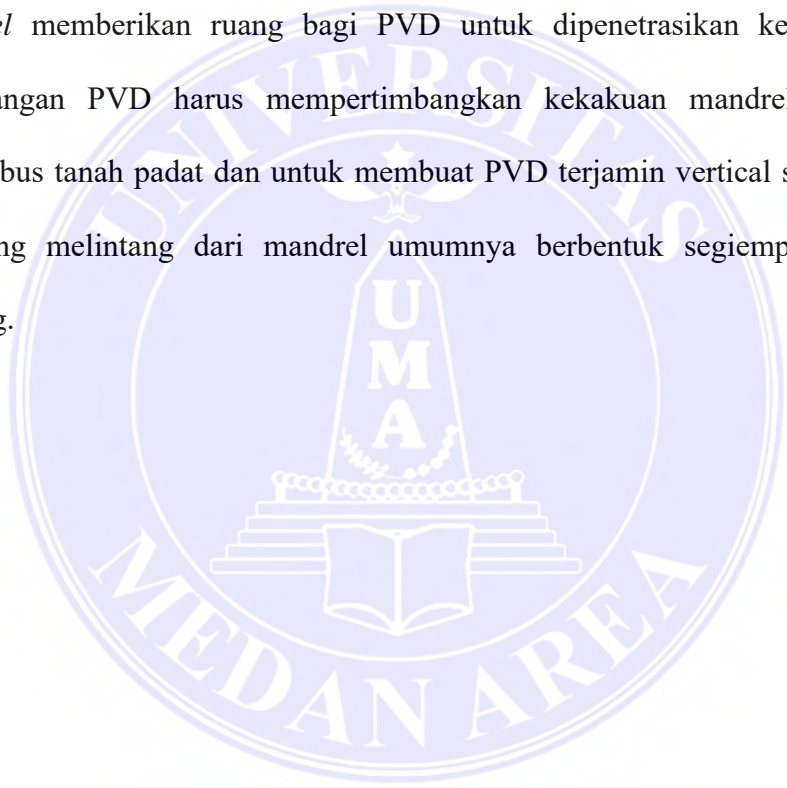 el memberikan ruang bagi PVD untuk dipenetrasikan ke
angan PVD harus mempertimbangkan kekakuan mandrel
bus tanah padat dan untuk membuat PVD terjamin vertical s
ng melintang dari mandrel umumnya berbentuk segiemp
g.
UNIVERSITAS
UMA
MEDAN AREA